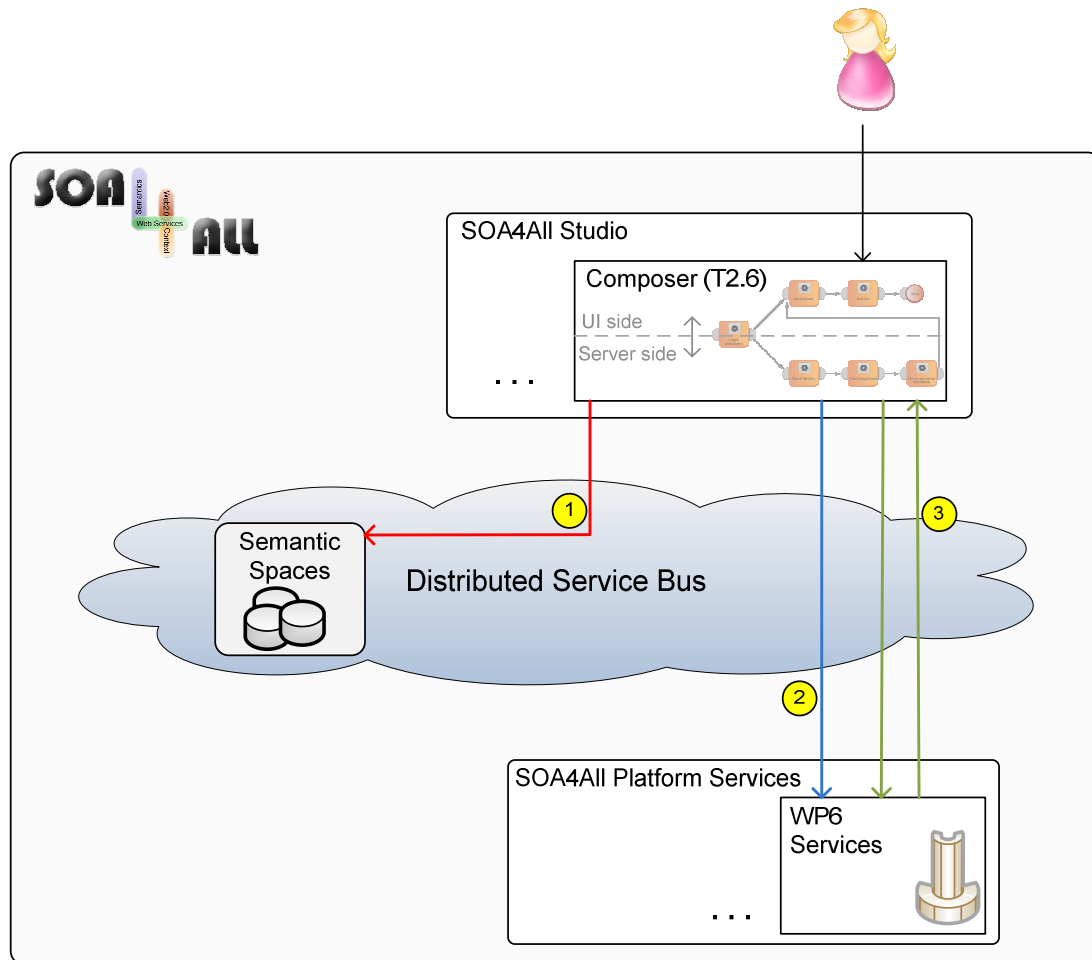 SOA
Semantics
Web2.0
Web Services
Context
ALL
SOA4All Studio
Composer (T2.6)
UI side
Server side
...
1
3
Semantic
Spaces
Distributed Service Bus
2
SOA4All Platform Services
WP6
Services
...